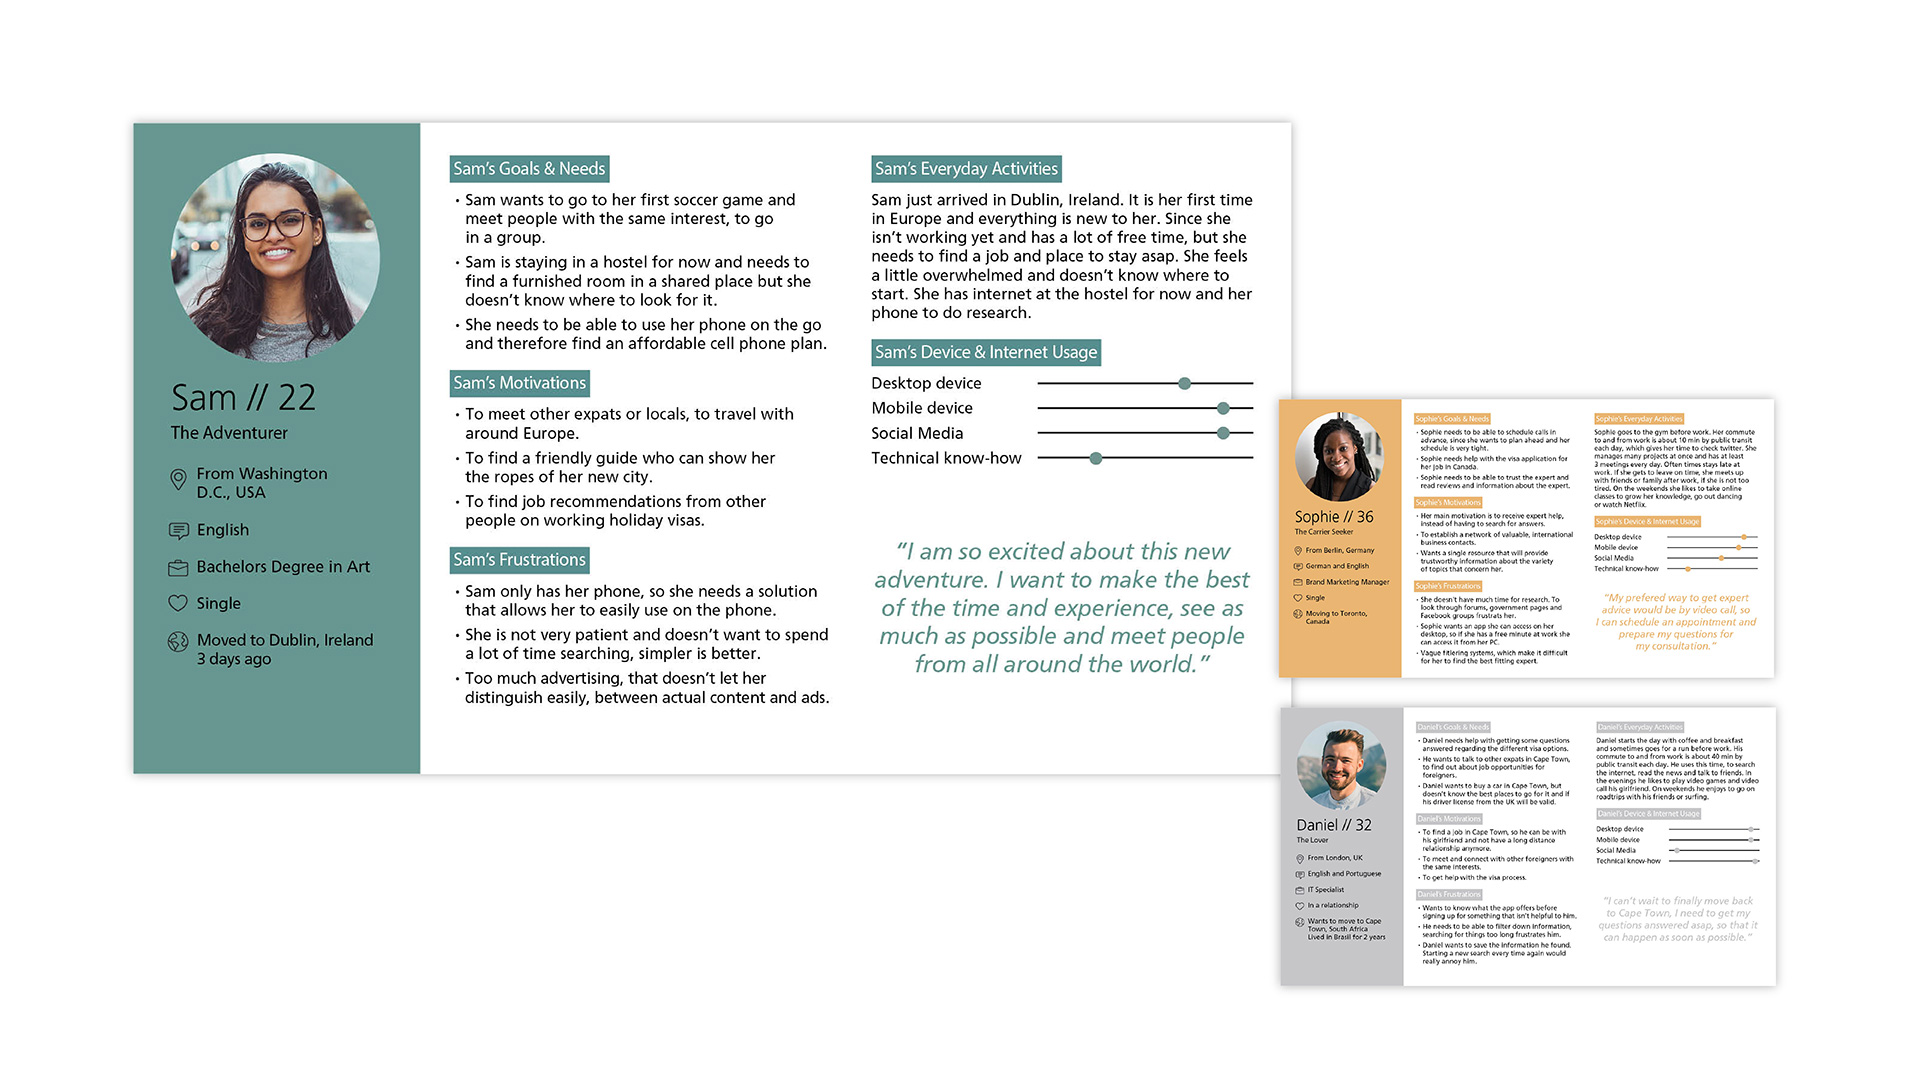 Sam // 22
The Adventurer
From Washington
D.C., USA
English
Bachelors Degree in Art
Single
Moved to Dublin, Ireland
3 days ago
Sam's Goals & Needs
• Sam wants to go to her first soccer game and
meet people with the same interest, to go
in a group.
• Sam is staying in a hostel for now and needs to
find a furnished room in a shared place but she
doesn't know where to look for it.
• She needs to be able to use her phone on the go
and therefore find an affordable cell phone plan.
Sam's Motivations
• To meet other expats or locals, to travel with
around Europe.
• To find a friendly guide who can show her
the ropes of her new city.
• To find job recommendations from other
people on working holiday visas.
Sam's Frustrations
• Sam only has her phone, so she needs a solution
that allows her to easily use on the phone.
• She is not very patient and doesn't want to spend
a lot of time searching, simpler is better.
• Too much advertising, that doesn't let her
distinguish easily, between actual content and ads.
Sam's Everyday Activities
Sam just arrived in Dublin, Ireland. It is her first time
in Europe and everything is new to her. Since she
isn't working yet and has a lot of free time, but she
needs to find a job and place to stay asap. She feels
a little overwhelmed and doesn't know where to
start. She has internet at the hostel for now and her
phone to do research.
Sam's Device & Internet Usage
Desktop device
Mobile device
Social Media
Technical know-how
"I am so excited about this new
adventure. I want to make the best
of the time and experience, see as
much as possible and meet people
from all around the world."
Sophie // 36
The Carrier Seeker
From Berlin, Germany
German and English
Brand Marketing Manager
Single
Moving to Toronto,
Canada
Sophie's Goals & Needs
• Sophie needs to be able to schedule calls in
advance, since she wants to plan ahead and her
schedule is very tight.
• Sophie needs help with the visa application for
her job in Canada.
• Sophie needs to be able to trust the expert and
read reviews and information about the expert.
Sophie's Motivations
• Her main motivation is to receive expert help,
instead of having to search for answers.
• To establish a network of valuable, international
business contacts.
• Wants a single resource that will provide
trustworthy information about the variety
of topics that concern her.
Sophie's Frustrations
• She doesn't have much time for research. To
look through forums, government pages and
Facebook groups frustrats her.
• Sophie wants an app she can access on her
desktop, so if she has a free minute at work she
can access it from her PC.
• Vague fitlering systems, which make it difficult
for her to find the best fitting expert.
Sophie's Everyday Activities
Sophie goes to the gym before work. Her commute
to and from work is about 10 min by public transit
each day, which gives her time to check twitter. She
manages many projects at once and has at least
3 meetings every day. Often times stays late at
work. If she gets to leave on time, she meets up
with friends or family after work, if she is not too
tired. On the weekends she likes to take online
classes to grow her knowledge, go out dancing
or watch Netflix.
Sophie's Device & Internet Usage
Desktop device
Mobile device
Social Media
Technical know-how
"My prefered way to get expert
advice would be by video call, so
I can schedule an appointment and
prepare my questions for
my consultation."
Daniel // 32
The Lover
From London, UK
English and Portuguese
IT Specialist
In a relationship
Wants to move to Cape
Town, South Africa
Lived in Brasil for 2 years
Daniel's Goals & Needs
• Daniel needs help with getting some questions
answered regarding the different visa options.
• He wants to talk to other expats in Cape Town,
to find out about job opportunities for
foreigners.
• Daniel wants to buy a car in Cape Town, but
doesn't know the best places to go for it and if
his driver license from the UK will be valid.
Daniel's Motivations
• To find a job in Cape Town, so he can be with
his girlfriend and not have a long distance
relationship anymore.
• To meet and connect with other foreigners with
the same interests.
• To get help with the visa process.
Daniel's Frustrations
• Wants to know what the app offers before
signing up for something that isn't helpful to him.
• He needs to be able to filter down information,
searching for things too long frustrates him.
• Daniel wants to save the information he found.
Starting a new search every time again would
really annoy him.
Daniel's Everyday Activities
Daniel starts the day with coffee and breakfast
and sometimes goes for a run before work. His
commute to and from work is about 40 min by
public transit each day. He uses this time, to search
the internet, read the news and talk to friends. In
the evenings he likes to play video games and video
call his girlfriend. On weekends he enjoys to go on
roadtrips with his friends or surfing.
Daniel's Device & Internet Usage
Desktop device
Mobile device
Social Media
Technical know-how
"I can't wait to finally move back
to Cape Town, I need to get my
questions answered asap, so that it
can happen as soon as possible."